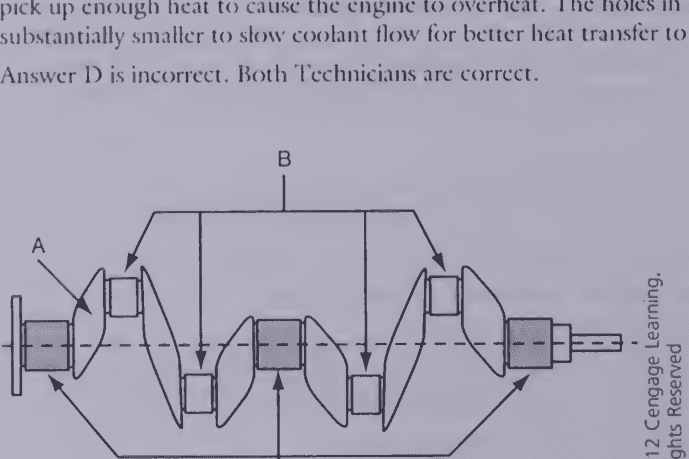 pick up enough heat to cause the engine to overheat. The holes in
substantially smaller to slow coolant flow for better heat transfer to
Answer D is incorrect. Both Technicians are correct.
B
A
12 Cengage Learning.
ghts Reserved